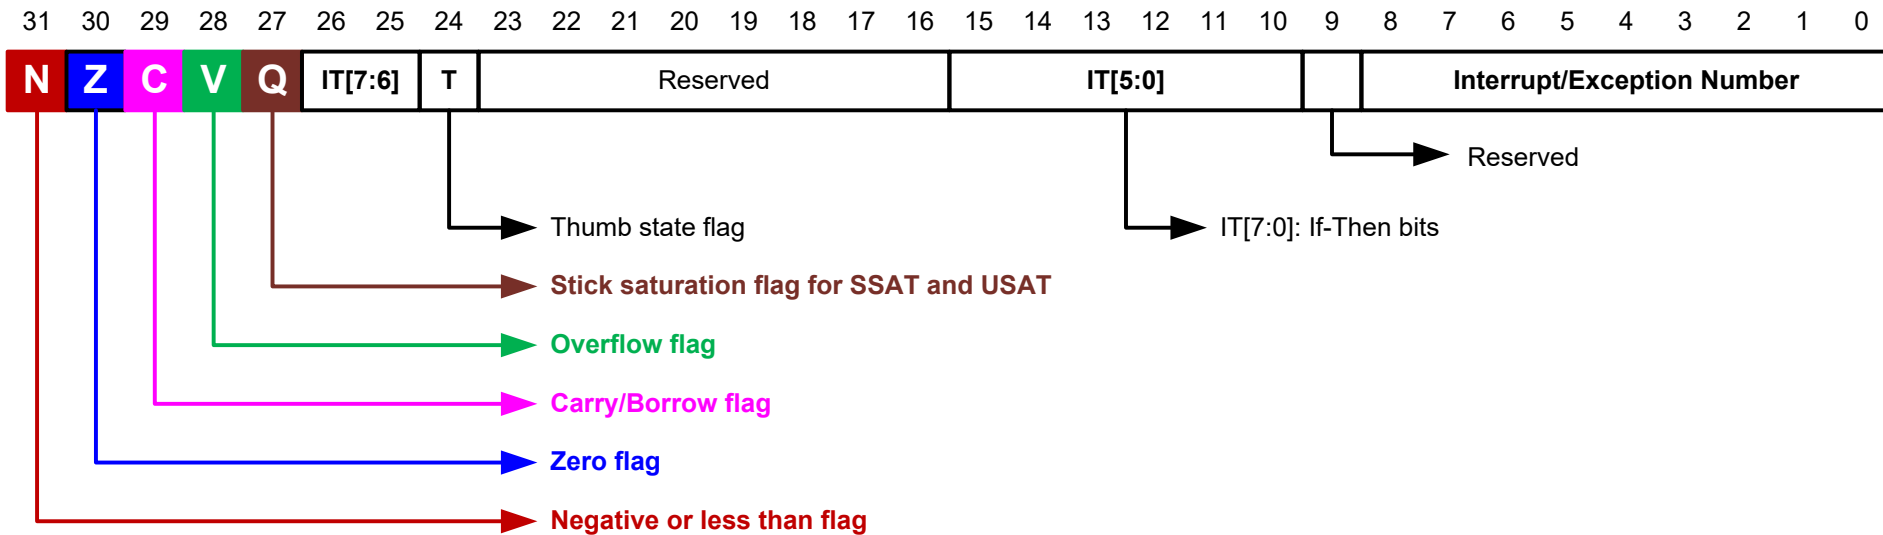 31 30 29 28 27 26 25 24 23 22 21 20 19 18 17 16 15 14 13 12 11 10 9 8 7 6 5 4 3 2 1 0
N Z C V Q IT[7:6] T Reserved IT[5:0] Interrupt/Exception Number
Reserved
Thumb state flag IT[7:0]: If-Then bits
Stick saturation flag for SSAT and USAT
Overflow flag
Carry/Borrow flag
Zero flag
Negative or less than flag